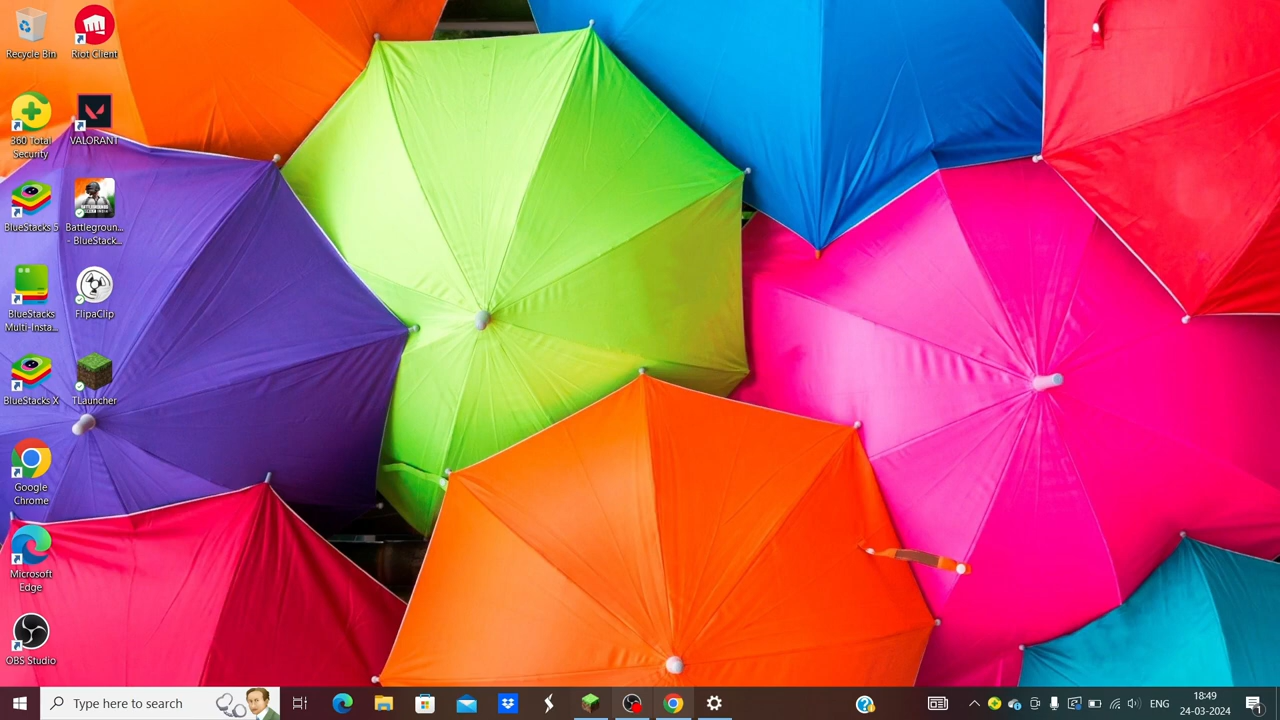 Recycle Bin
Riot Client
360 Total
Security
VALORANT
BlueStacks 5
Battlegroun...
- BlueStack...
BlueStacks
Multi-Insta...
FlipaClip
BlueStacks X
TLauncher
Google
Chrome
Microsoft
Edge
OBS Studio
Type here to search
ENG
18:49
24-03-2024
1